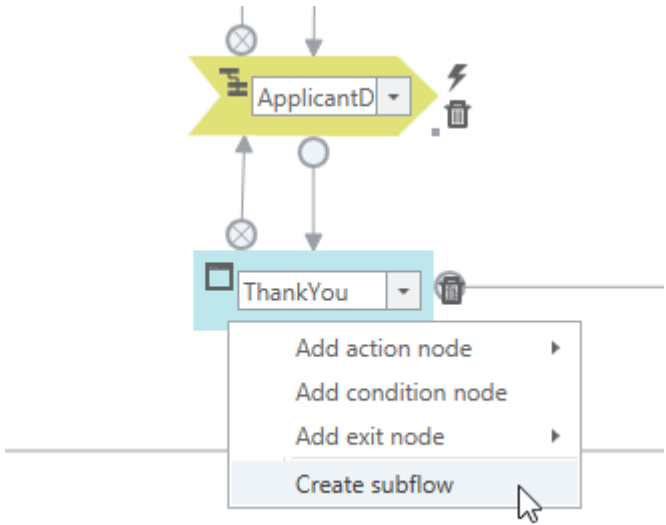 ApplicantD
ThankYou
Add action node
Add condition node
Add exit node
Create subflow